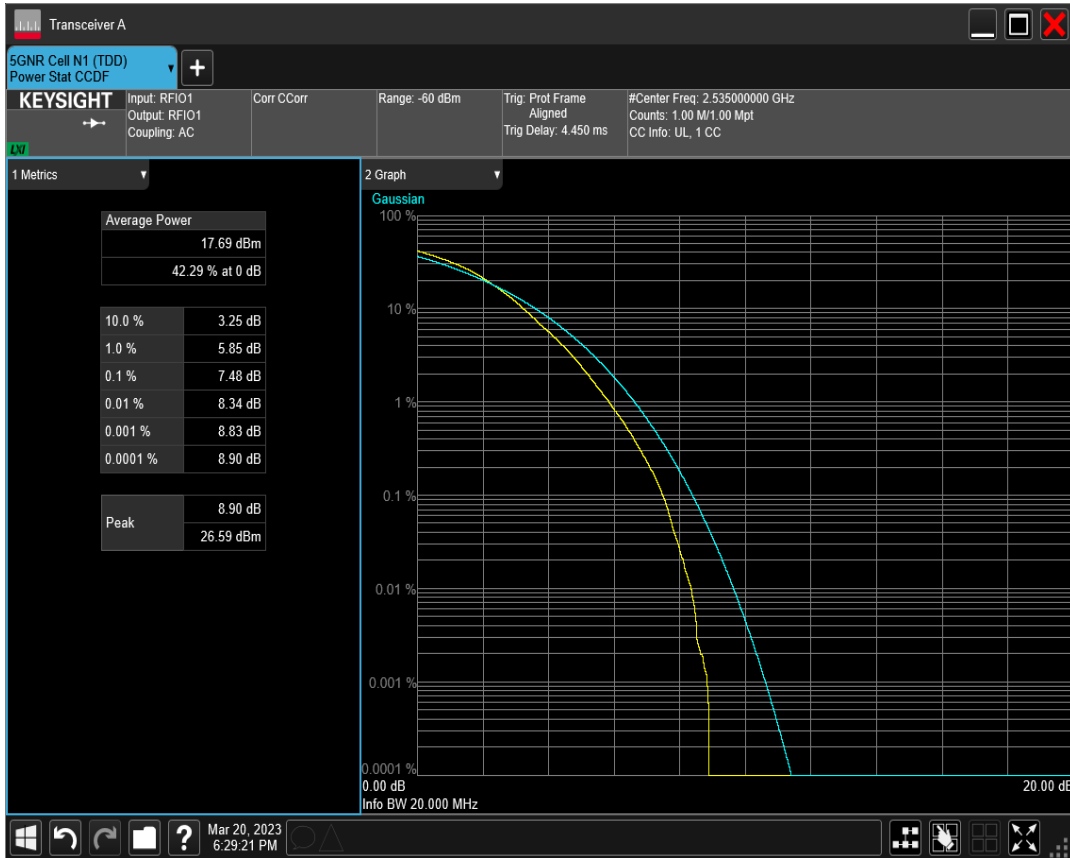 Transceiver A
5GNR Cell N1 (TDD)
Power Stat CCDF
+
KEYSIGHT
LXI
Input: RFIO1
Output: RFIO1
Coupling: AC
Corr CCorr
Range: -60 dBm
Trig: Prot Frame
Aligned
Trig Delay: 4.450 ms
#Center Freq: 2.535000000 GHz
Counts: 1.00 M/1.00 Mpt
CC Info: UL, 1 CC
1 Metrics
Average Power
17.69 dBm
42.29 % at 0 dB
10.0 % 3.25 dB
1.0 % 5.85 dB
0.1 % 7.48 dB
0.01 % 8.34 dB
0.001 % 8.83 dB
0.0001 % 8.90 dB
Peak
8.90 dB
26.59 dBm
2 Graph
Gaussian
100 %
10 %
1 %
0.1 %
0.01 %
0.001 %
0.0001 %
0.00 dB
20.00 dB
Info BW 20.000 MHz
?
Mar 20, 2023
6:29:21 PM